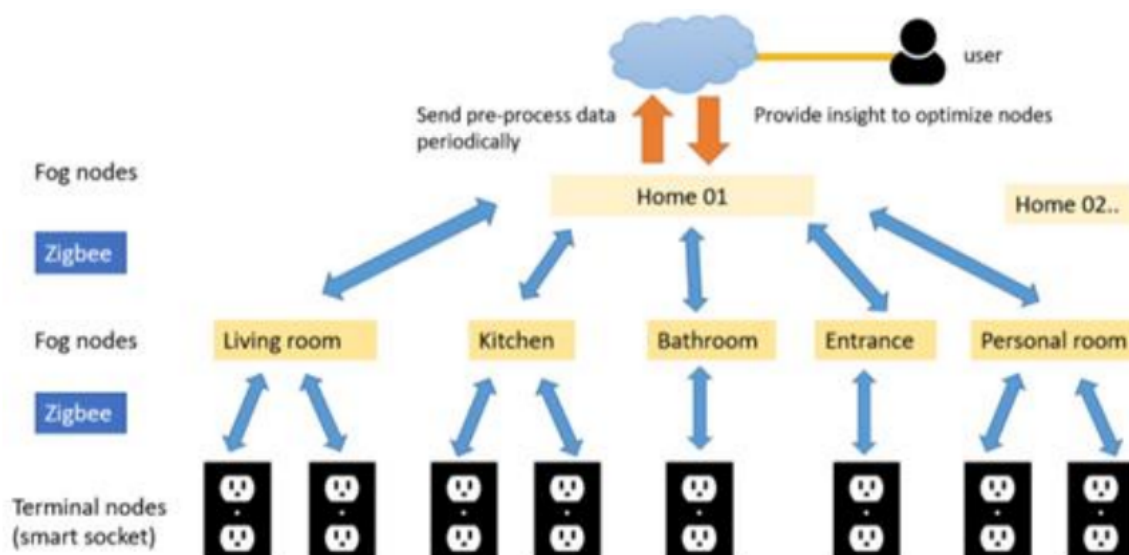 user
Send pre-process data
periodically
Provide insight to optimize nodes
Fog nodes
Home 01
Home 02..
Zigbee
Fog nodes
Living room
Kitchen
Bathroom
Entrance
Personal room
Zigbee
Terminal nodes
(smart socket)